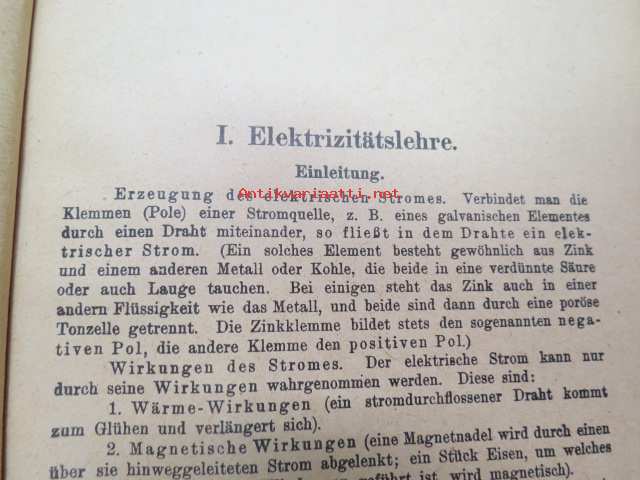 I. Elektrizitätslehre.
Einleitung.
Antikvariaatti.net
Erzeugung des elektrischen Stromes. Verbindet man die
Klemmen (Pole) einer Stromquelle, z. B. eines galvanischen Elementes
durch einen Draht miteinander, so fließt in dem Drahte ein elek-
trischer Strom. (Ein solches Element besteht gewöhnlich aus Zink
und einem anderen Metall oder Kohle, die beide in eine verdünnte Säure
oder auch Lauge tauchen. Bei einigen steht das Zink auch in einer
andern Flüssigkeit wie das Metall, und beide sind dann durch eine poröse
Tonzelle getrennt. Die Zinkklemme bildet stets den sogenannten nega-
tiven Pol, die andere Klemme den positiven Pol.)
Wirkungen des Stromes. Der elektrische Strom kann nur
durch seine Wirkungen wahrgenommen werden. Diese sind:
1. Wärme-Wirkungen (ein stromdurchflossener Draht kommt
zum Glühen und verlängert sich).
2. Magnetische Wirkungen (eine Magnetnadel wird durch einen
über sie hinweggeleiteten Strom abgelenkt; ein Stück Eisen, um welches
geführt ist, wird magnetisch).